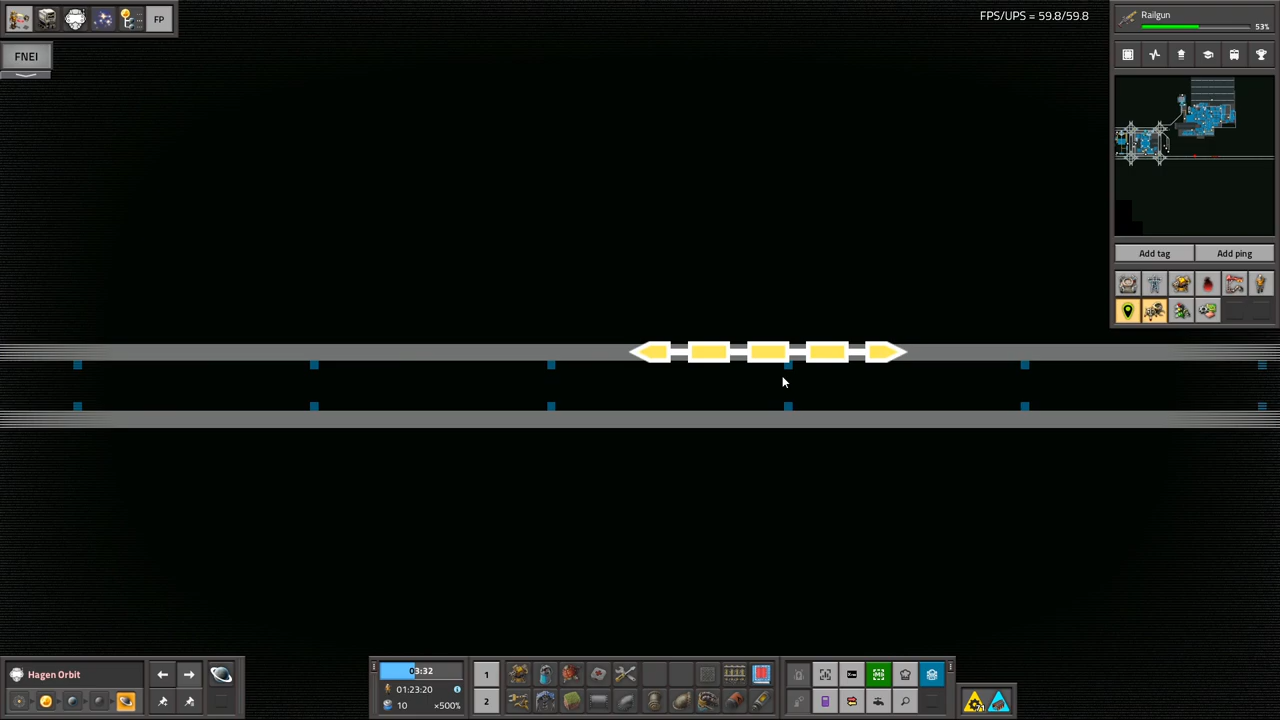 FP
FPS/UPS = 59.8/59.8
Railgun
53%
FNEI
Add tag
Add ping
Hagen Orbit
03:32
01:23:20
10
×500%
1
2